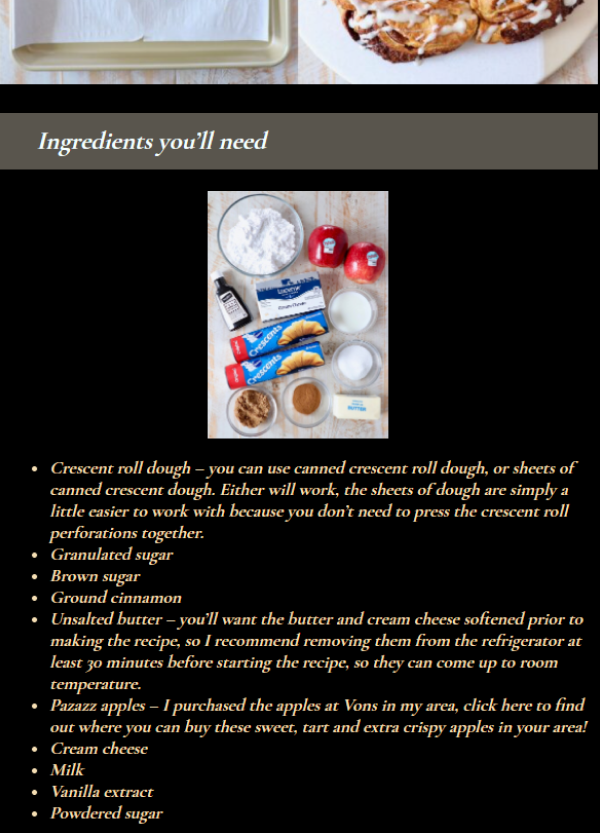 Ingredients you'll need
Crescents
Crescents
BUTTER
• Crescent roll dough – you can use canned crescent roll dough, or sheets of
canned crescent dough. Either will work, the sheets of dough are simply a
little easier to work with because you don't need to press the crescent roll
perforations together.
• Granulated sugar
• Brown sugar
• Ground cinnamon
• Unsalted butter – you'll want the butter and cream cheese softened prior to
making the recipe, so I recommend removing them from the refrigerator at
least 30 minutes before starting the recipe, so they can come up to room
temperature.
• Pazazz apples – I purchased the apples at Vons in my area, click here to find
out where you can buy these sweet, tart and extra crispy apples in your area!
• Cream cheese
• Milk
• Vanilla extract
• Powdered sugar